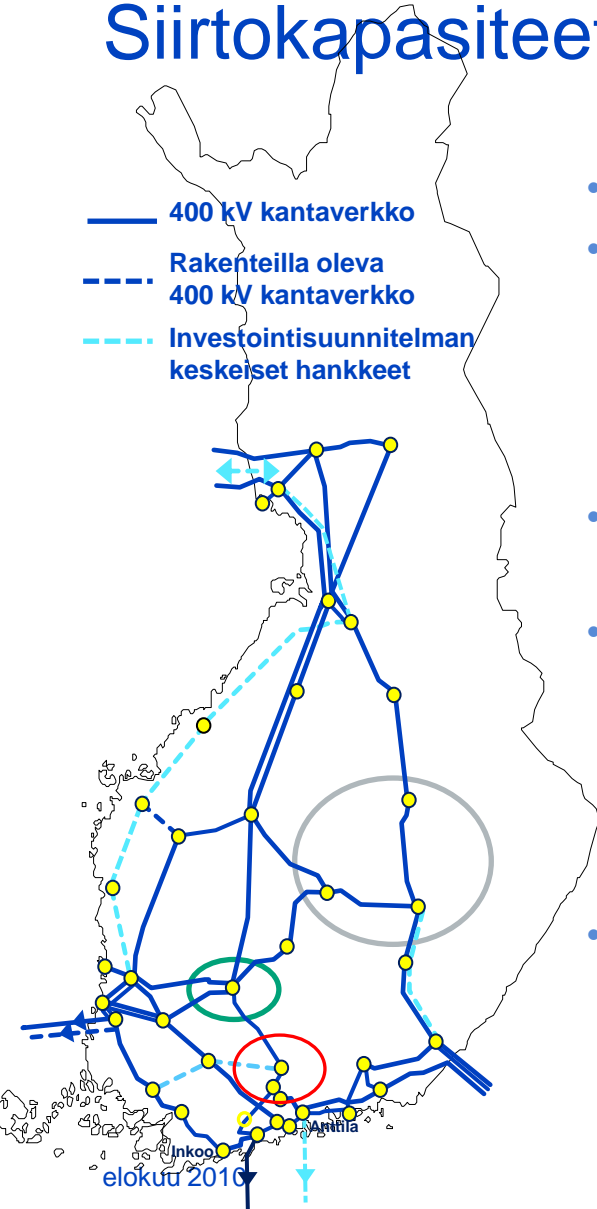 Siirtokapasiteet
400 kV kantaverkko
Rakenteilla oleva
400 kV kantaverkko
Investointisuunnitelman
keskeiset hankkeet
Anttila
Inkoo
elokuu 2010